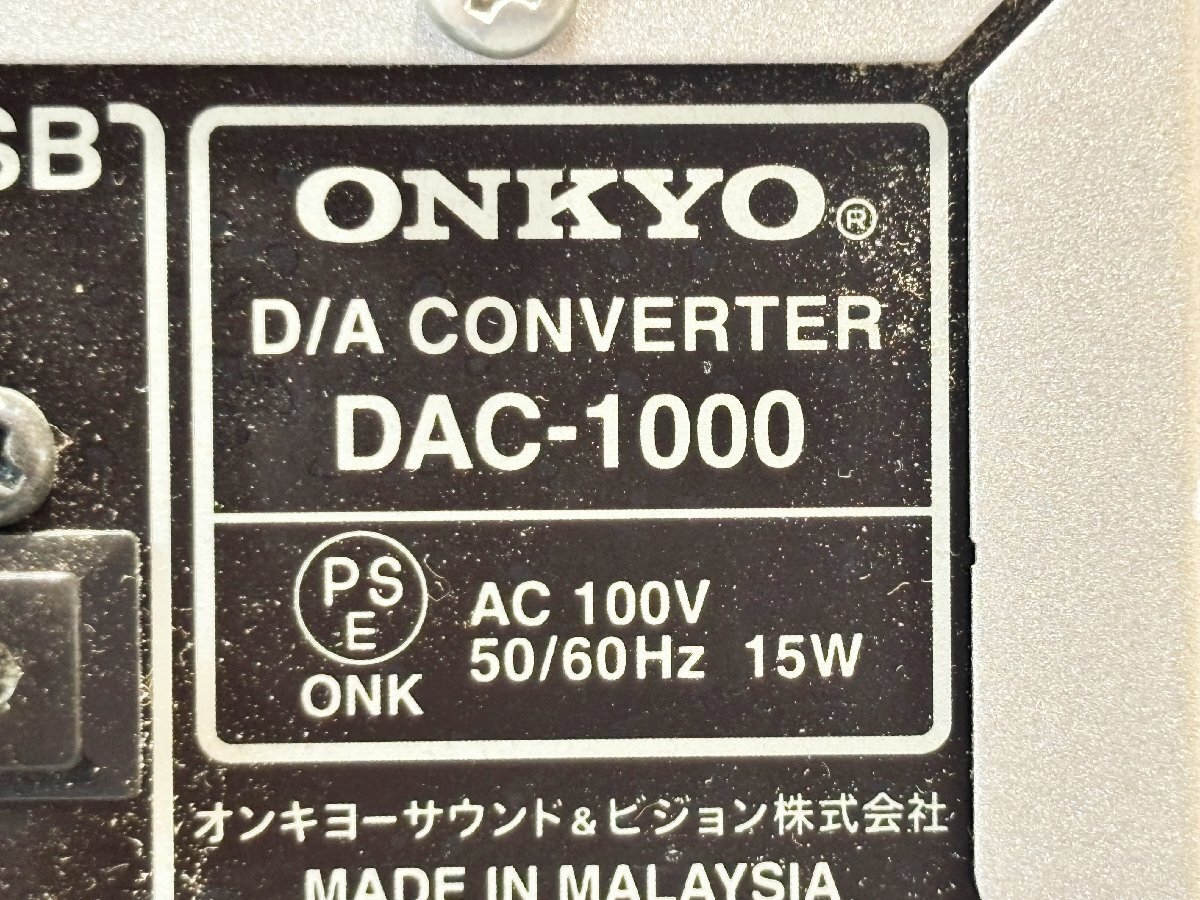 SB
ONKYO®
D/A CONVERTER
DAC-1000
PS
E
ONK
AC 100V
50/60Hz 15W
オンキヨーサウンド&ビジョン株式会社
MADE IN MALAYSIA